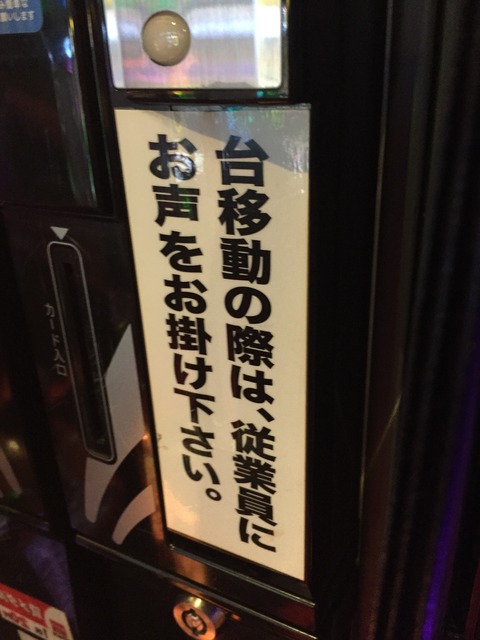 台移動の際は、従業員に
お声をお掛け下さい。
カード入口